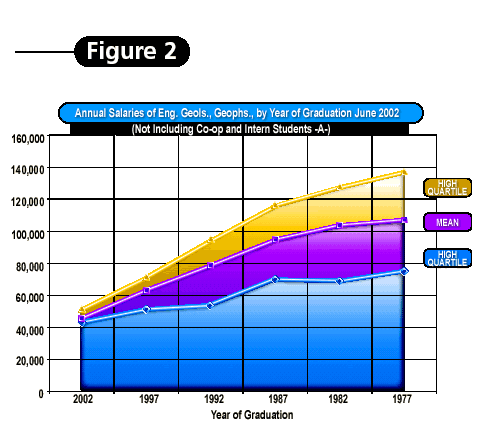 Figure 2
Annual Salaries of Eng. Geols., Geophs., by Year of Graduation June 2002
(Not Including Co-op and Intern Students -A-)
160,000
140,000
120,000
100,000
80,000
60,000
40,000
20,000
0
HIGH
QUARTILE
MEAN
HIGH
QUARTILE
2002 1997 1992 1987 1982 1977
Year of Graduation